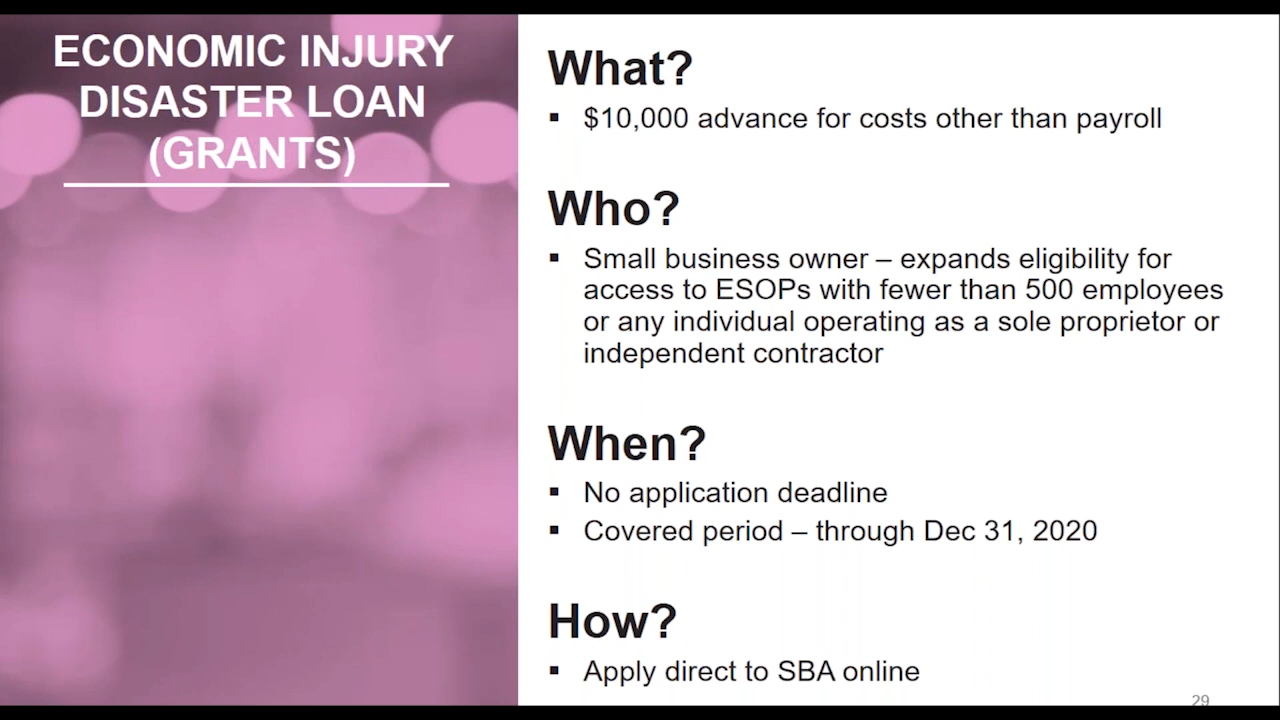 ECONOMIC INJURY
DISASTER LOAN
(GRANTS)
What?
▪ $10,000 advance for costs other than payroll
Who?
▪ Small business owner – expands eligibility for
access to ESOPs with fewer than 500 employees
or any individual operating as a sole proprietor or
independent contractor
When?
▪ No application deadline
▪ Covered period – through Dec 31, 2020
How?
▪ Apply direct to SBA online
29